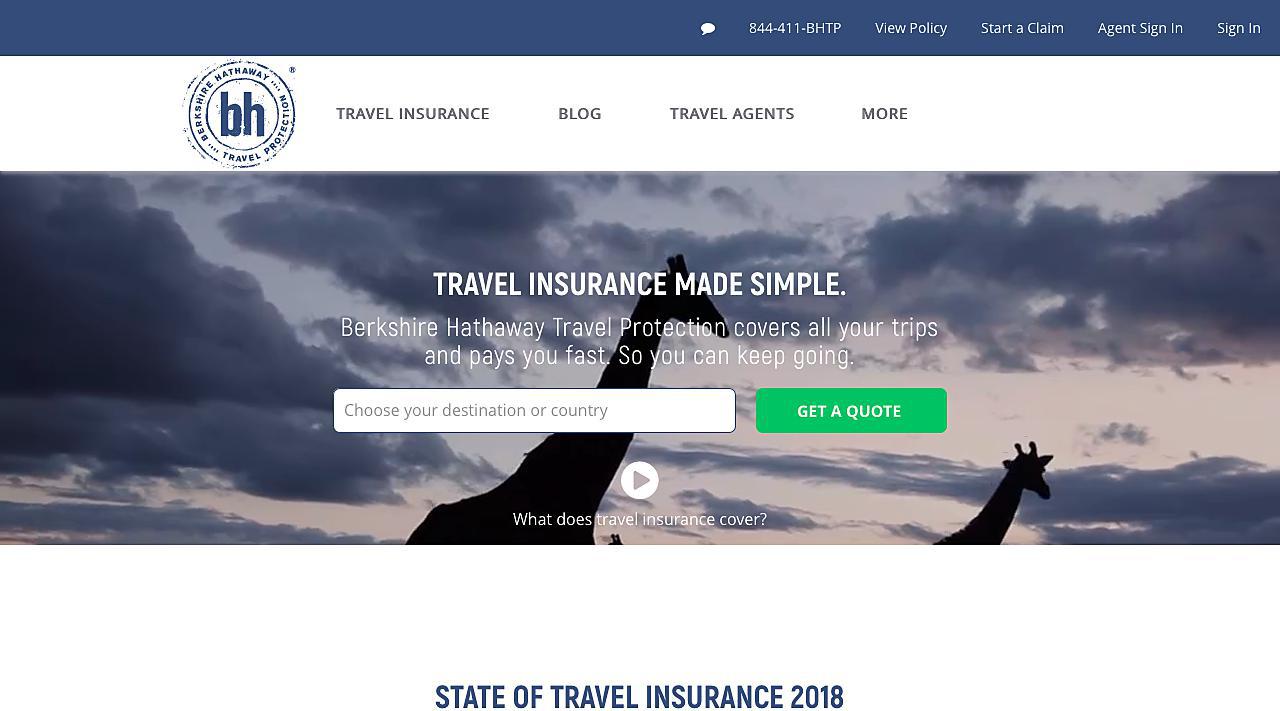 844-411-BHTP View Policy Start a Claim Agent Sign In Sign In
BERKSHIRE HATHAWAY
TRAVEL PROTECTION
bh
®
TRAVEL INSURANCE BLOG TRAVEL AGENTS MORE
TRAVEL INSURANCE MADE SIMPLE.
Berkshire Hathaway Travel Protection covers all your trips
and pays you fast. So you can keep going.
Choose your destination or country GET A QUOTE
What does travel insurance cover?
STATE OF TRAVEL INSURANCE 2018